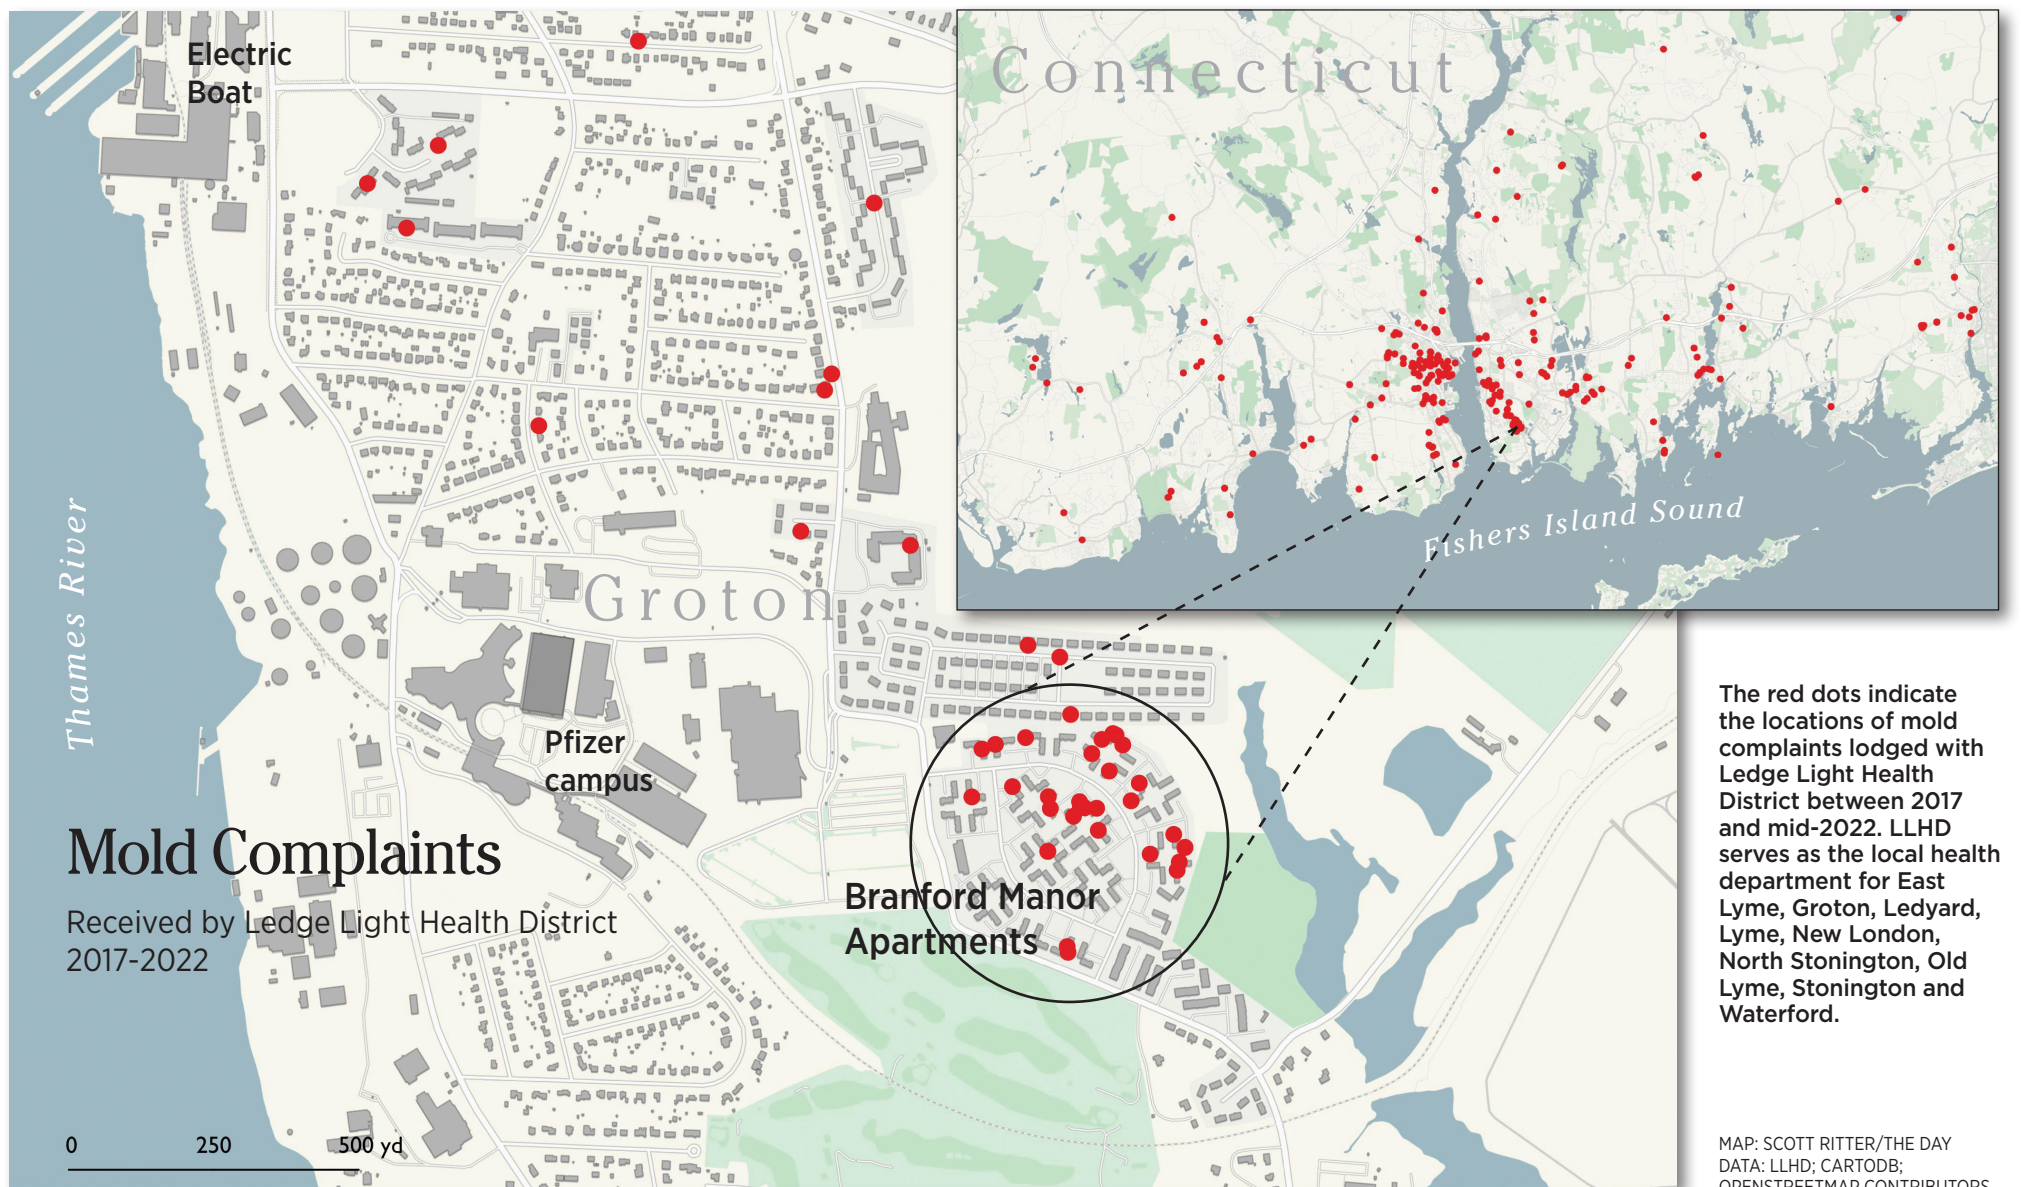 Electric
Boat
Connecticut
Fishers Island Sound
Thames River
Groton
Pfizer
campus
Mold Complaints
Received by Ledge Light Health District
2017-2022
Branford Manor
Apartments
0 250 500 yd
The red dots indicate
the locations of mold
complaints lodged with
Ledge Light Health
District between 2017
and mid-2022. LLHD
serves as the local health
department for East
Lyme, Groton, Ledyard,
Lyme, New London,
North Stonington, Old
Lyme, Stonington and
Waterford.
MAP: SCOTT RITTER/THE DAY
DATA: LLHD; CARTODB;
OPENSTREETMAP CONTRIBUTORS